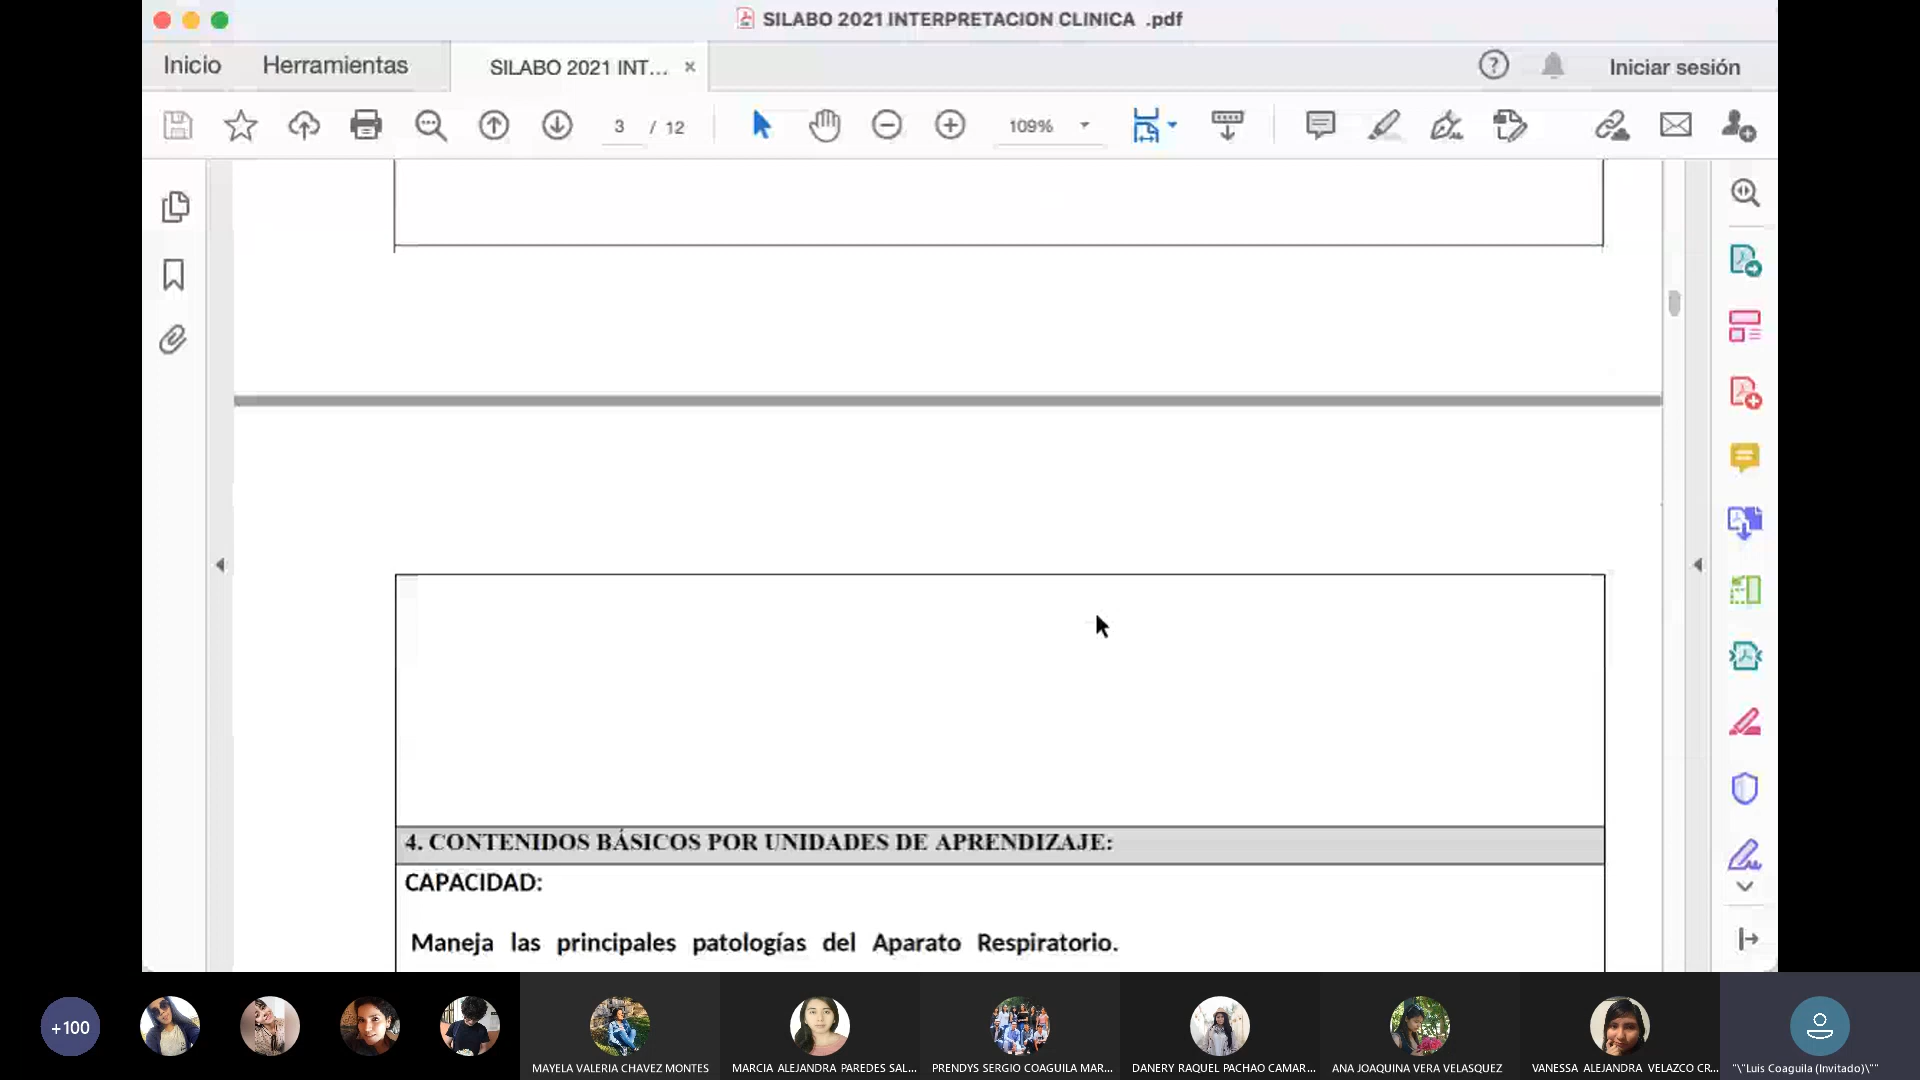 SILABO 2021 INTERPRETACION CLINICA .pdf
Inicio
Herramientas
SILABO 2021 INT...
Iniciar sesión
3 / 12
109%
4. CONTENIDOS BÁSICOS POR UNIDADES DE APRENDIZAJE:
CAPACIDAD:
Maneja las principales patologías del Aparato Respiratorio.
+100
MAYELA VALERIA CHAVEZ MONTES
MARCIA ALEJANDRA PAREDES SAL...
PRENDYS SERGIO COAGUILA MAR...
DANERY RAQUEL PACHAO CAMAR...
ANA JOAQUINA VERA VELASQUEZ
VANESSA ALEJANDRA VELAZCO CR...
"\"Luis Coaguila (Invitado)\""